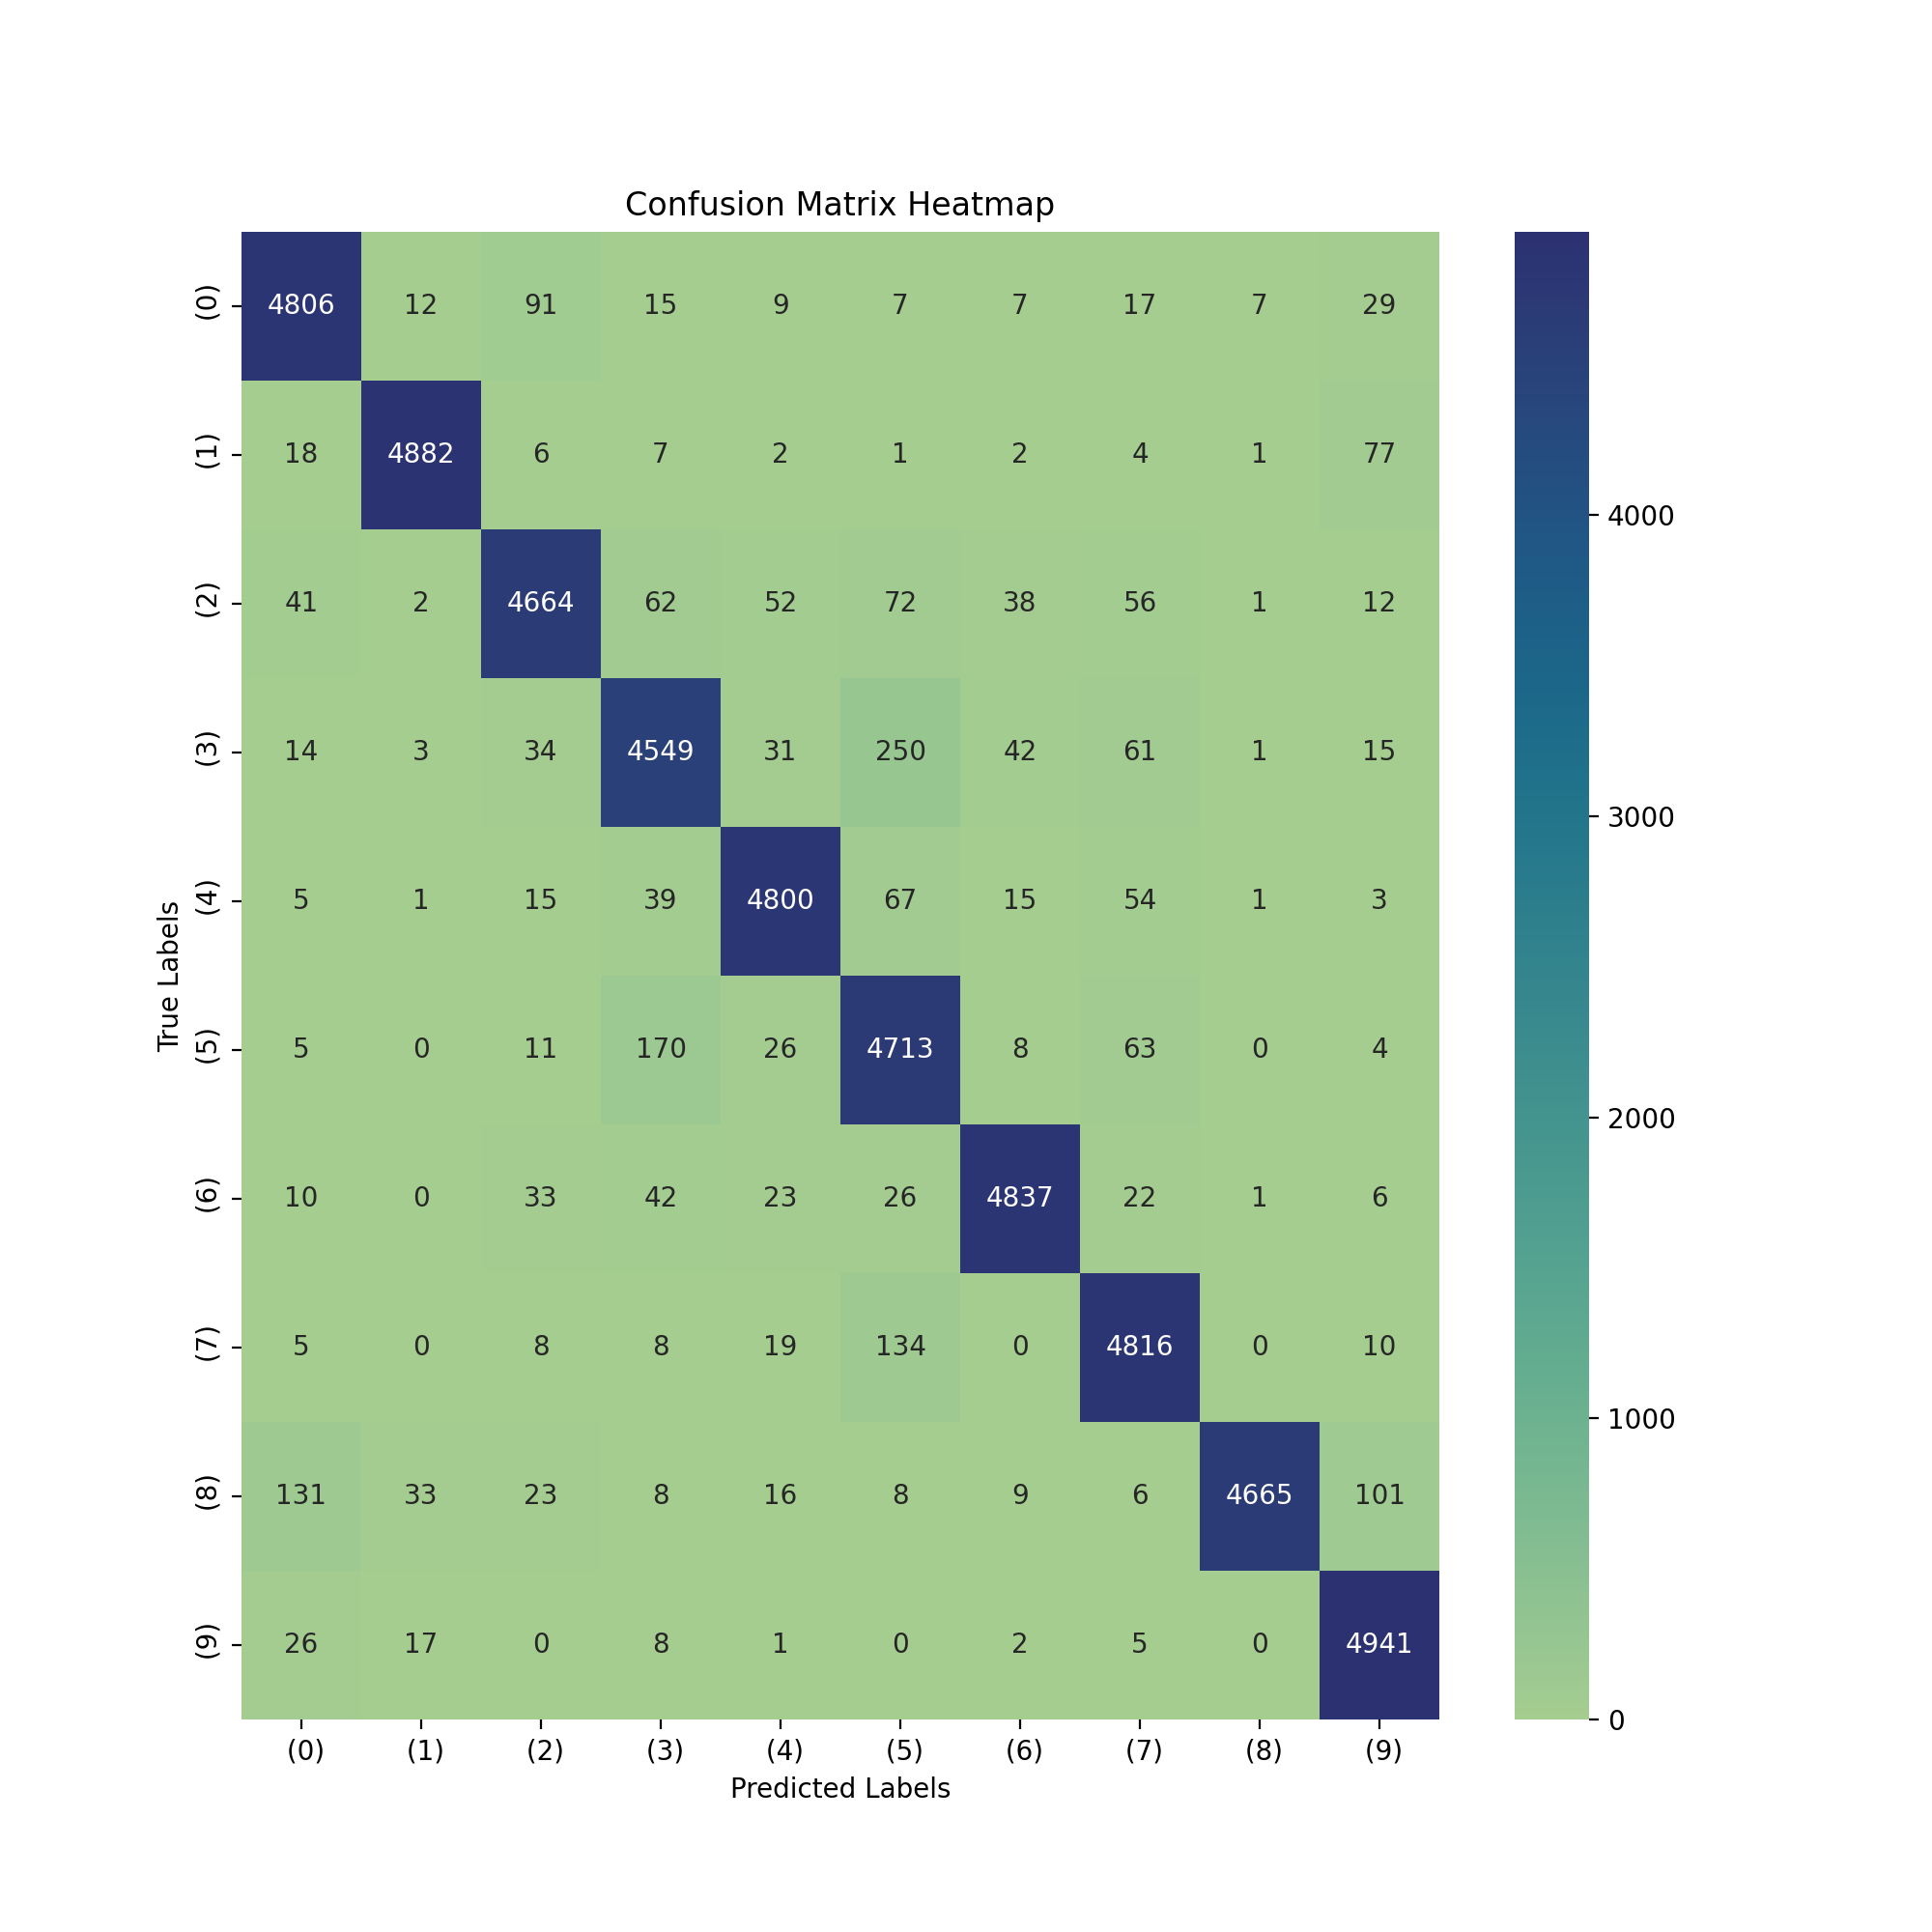 Confusion Matrix Heatmap
(0) 4806 12 91 15 9 7 7 17 7 29
(1) 18 4882 6 7 2 1 2 4 1 77
(2) 41 2 4664 62 52 72 38 56 1 12
(3) 14 3 34 4549 31 250 42 61 1 15
(4) 5 1 15 39 4800 67 15 54 1 3
(5) 5 0 11 170 26 4713 8 63 0 4
(6) 10 0 33 42 23 26 4837 22 1 6
(7) 5 0 8 8 19 134 0 4816 0 10
(8) 131 33 23 8 16 8 9 6 4665 101
(9) 26 17 0 8 1 0 2 5 0 4941
(0) (1) (2) (3) (4) (5) (6) (7) (8) (9)
Predicted Labels
True Labels
4000
3000
2000
1000
0